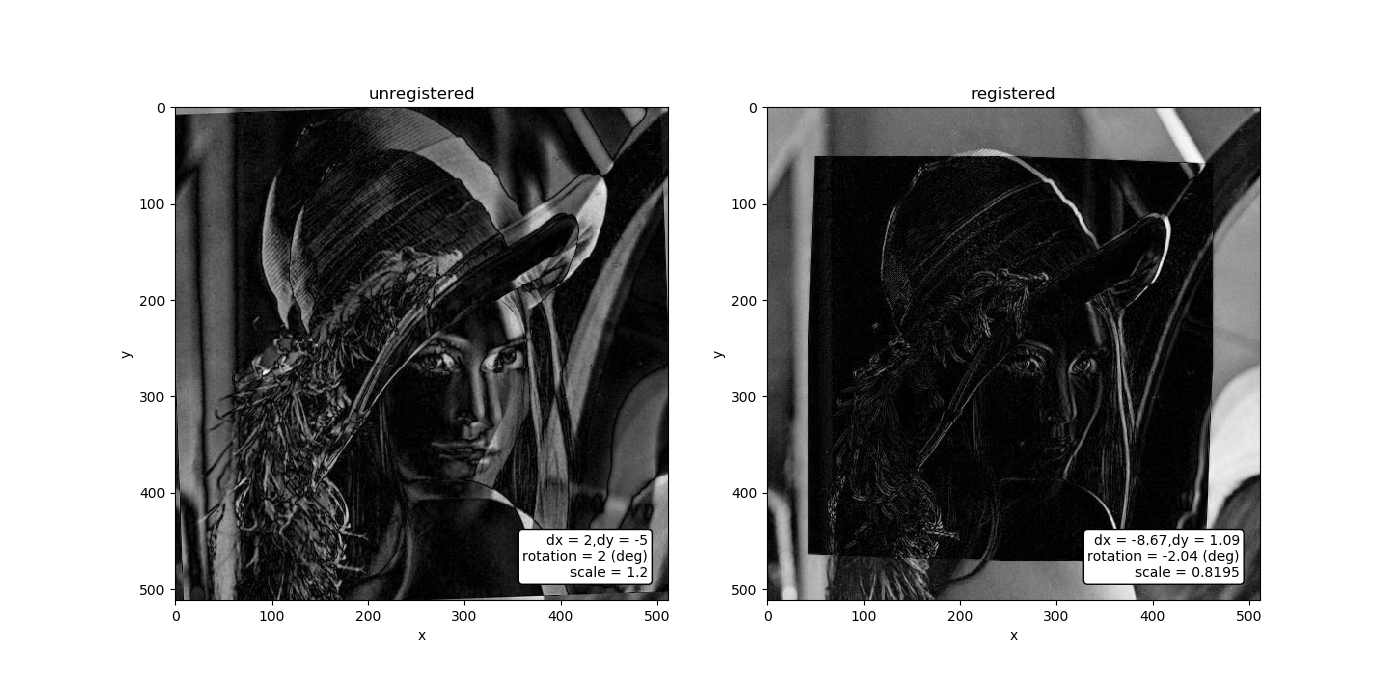 unregistered
0
100
200
300
400
500
y
0
100
200
300
400
500
x
dx = 2,dy = -5
rotation = 2 (deg)
scale = 1.2
registered
0
100
200
300
400
500
y
0
100
200
300
400
500
x
dx = -8.67,dy = 1.09
rotation = -2.04 (deg)
scale = 0.8195